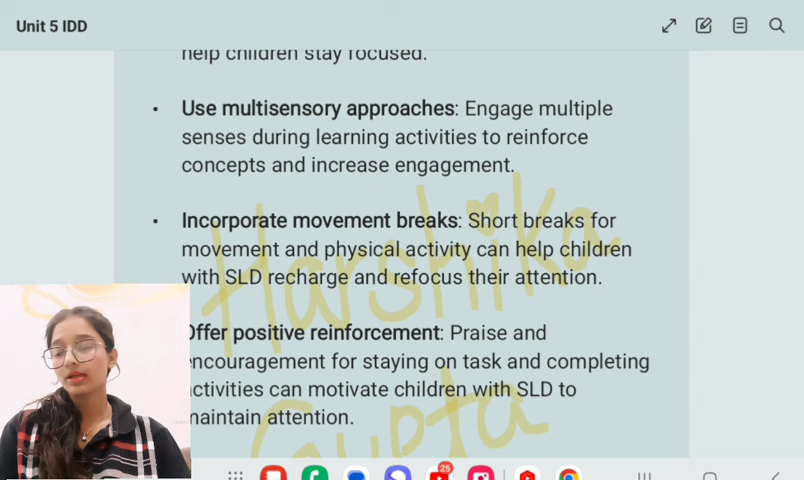 Unit 5 IDD
help children stay focused.
• Use multisensory approaches: Engage multiple
senses during learning activities to reinforce
concepts and increase engagement.
• Incorporate movement breaks: Short breaks for
movement and physical activity can help children
with SLD recharge and refocus their attention.
Offer positive reinforcement: Praise and
encouragement for staying on task and completing
activities can motivate children with SLD to
maintain attention.
Harshika
Gupta
25